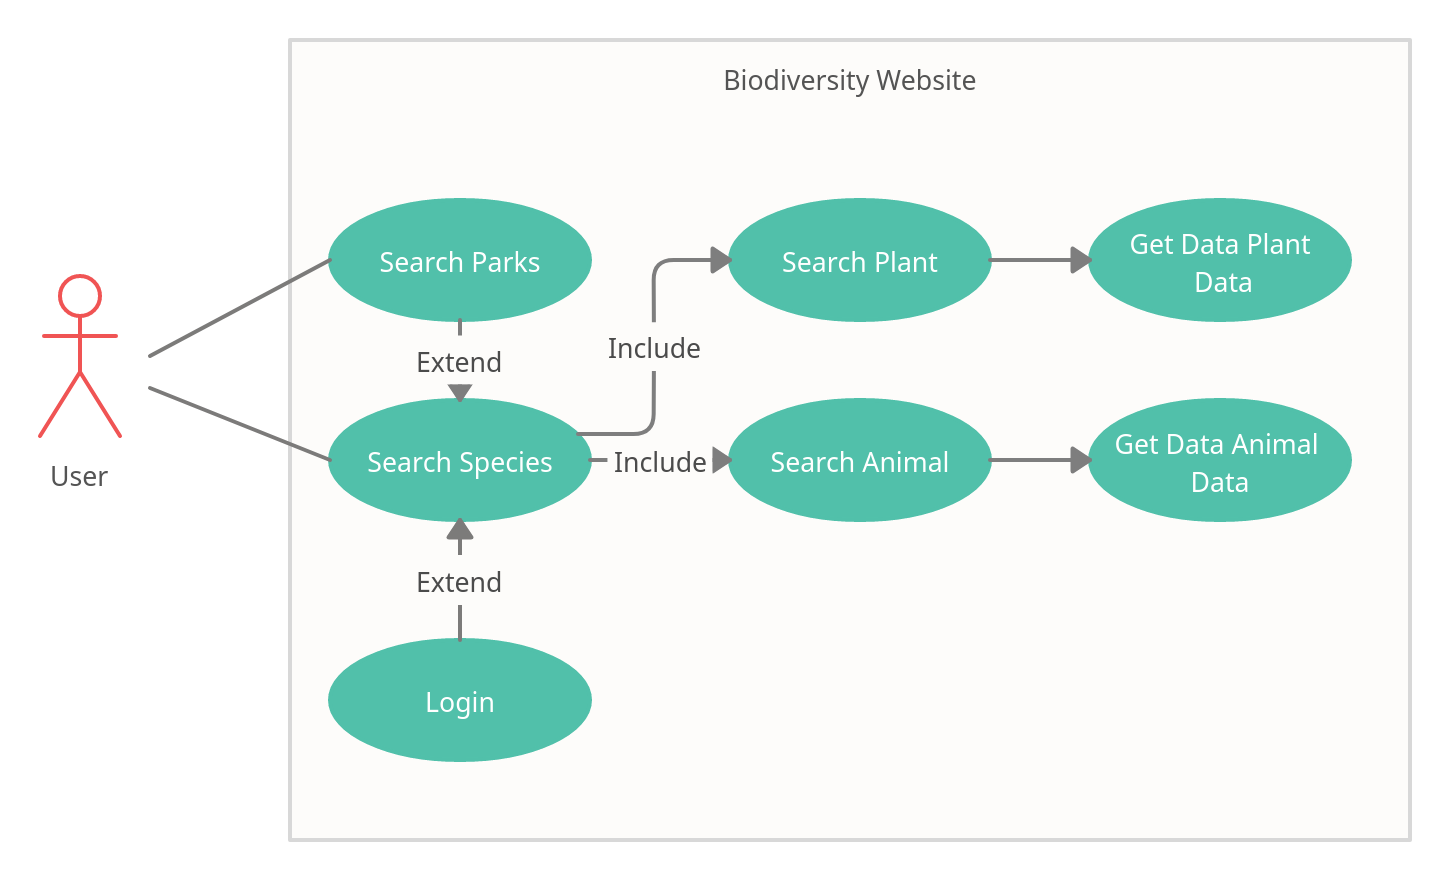 Biodiversity Website
Search Parks
Search Plant
Get Data Plant
Data
Extend
Include
User
Search Species
Include
Search Animal
Get Data Animal
Data
Extend
Login